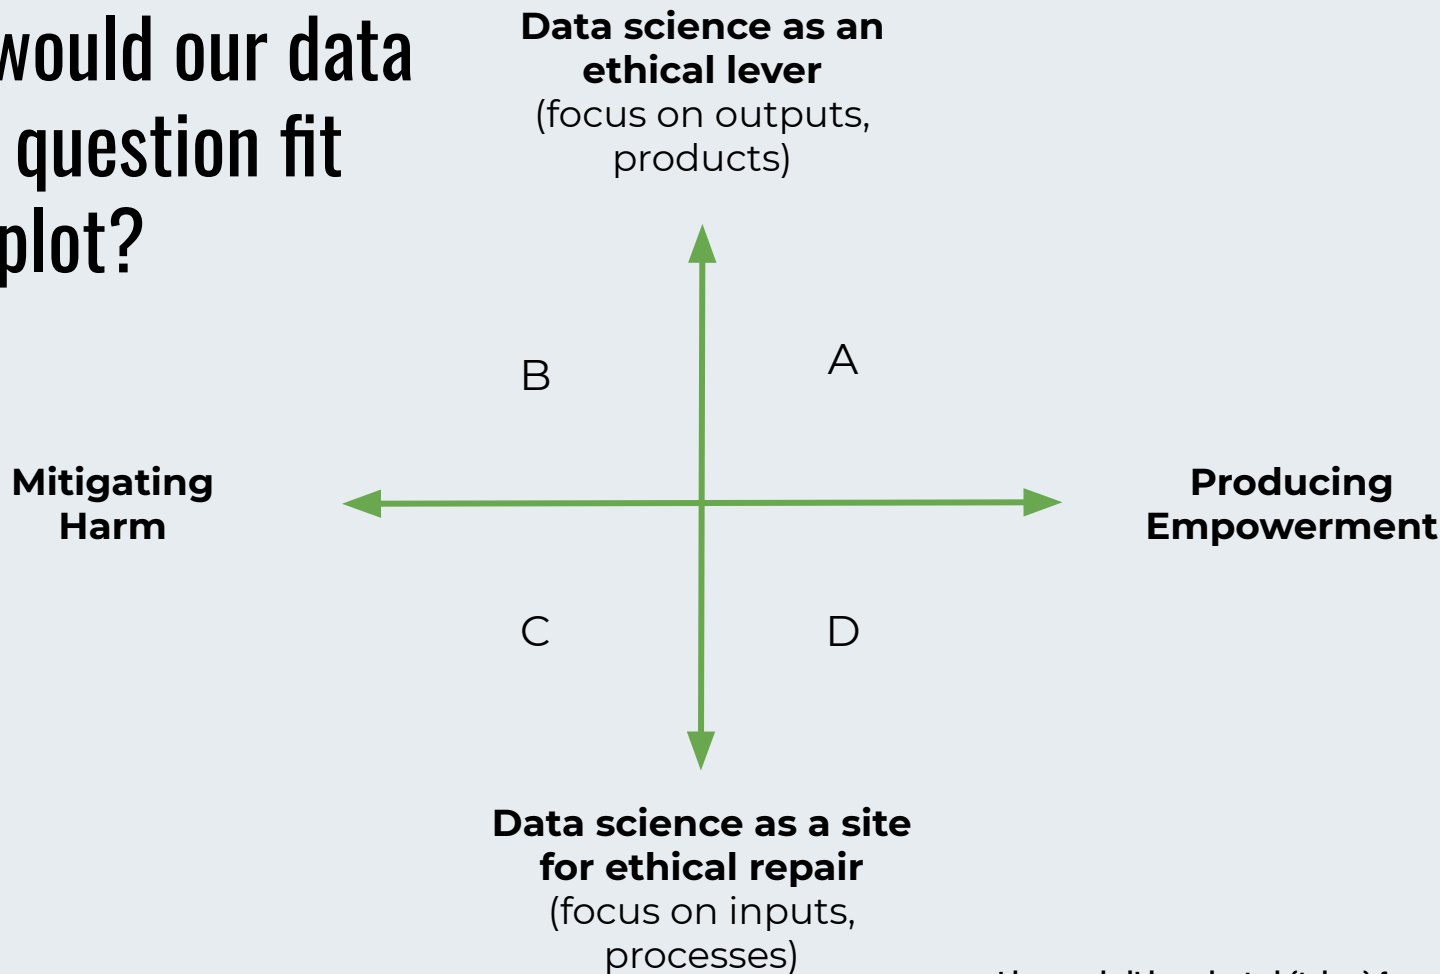 would our data
question fit
plot?
Data science as an
ethical lever
(focus on outputs,
products)
B
A
Mitigating
Harm
Producing
Empowerment
C
D
Data science as a site
for ethical repair
(focus on inputs,
processes)